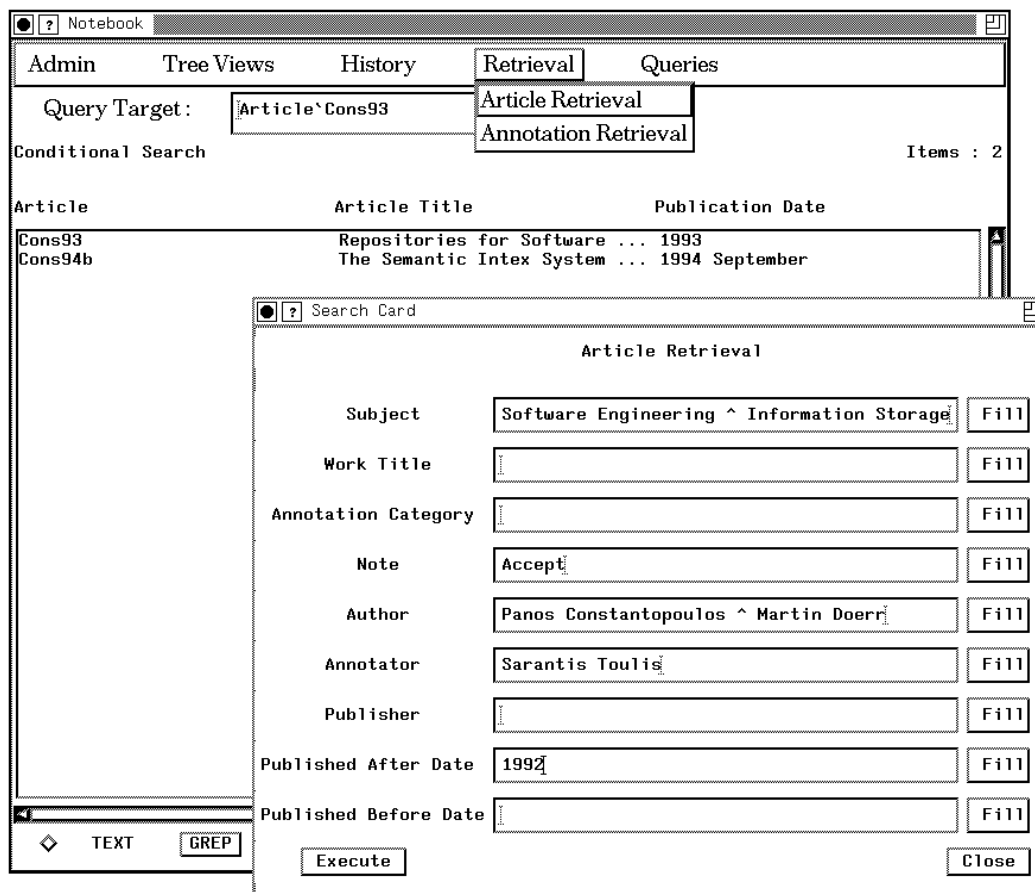 ? Notebook
Admin Tree Views History Retrieval Queries
Article Retrieval
Annotation Retrieval
Query Target : Article`Cons93
Conditional Search Items : 2
Article Article Title Publication Date
Cons93 Repositories for Software ... 1993
Cons94b The Semantic Intex System ... 1994 September
? Search Card
Article Retrieval
Subject Software Engineering ^ Information Storage Fill
Work Title Fill
Annotation Category Fill
Note Accept Fill
Author Panos Constantopoulos ^ Martin Doerr Fill
Annotator Sarantis Toulis Fill
Publisher Fill
Published After Date 1992 Fill
Published Before Date Fill
TEXT GREP
Execute Close